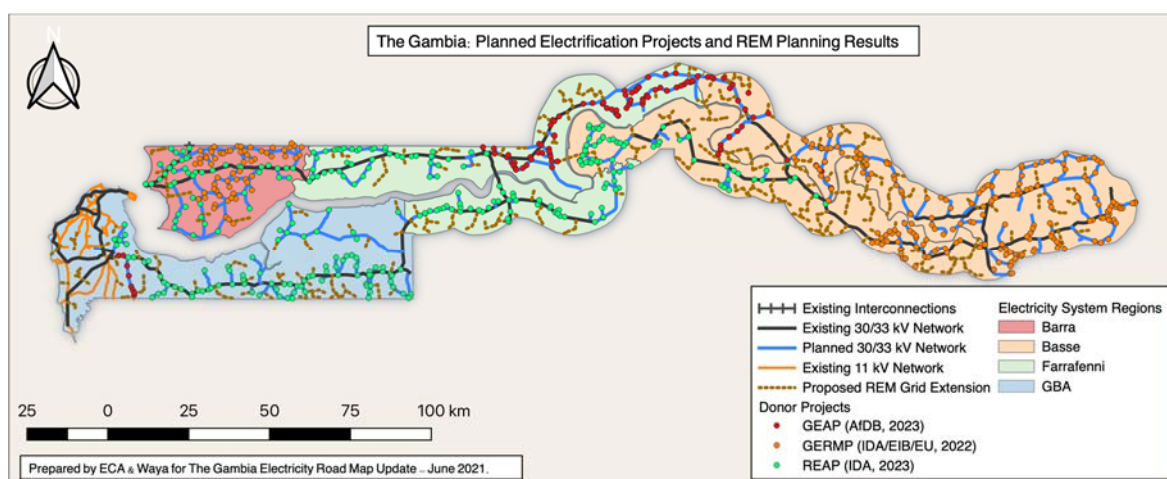 The Gambia: Planned Electrification Projects and REM Planning Results
N
Existing Interconnections
Existing 30/33 kV Network
Planned 30/33 kV Network
Existing 11 kV Network
Proposed REM Grid Extension
Donor Projects
GEAP (AfDB, 2023)
GERMP (IDA/EIB/EU, 2022)
REAP (IDA, 2023)
Electricity System Regions
Barra
Basse
Farrafenni
GBA
25 0 25 50 75 100 km
Prepared by ECA & Waya for The Gambia Electricity Road Map Update - June 2021.